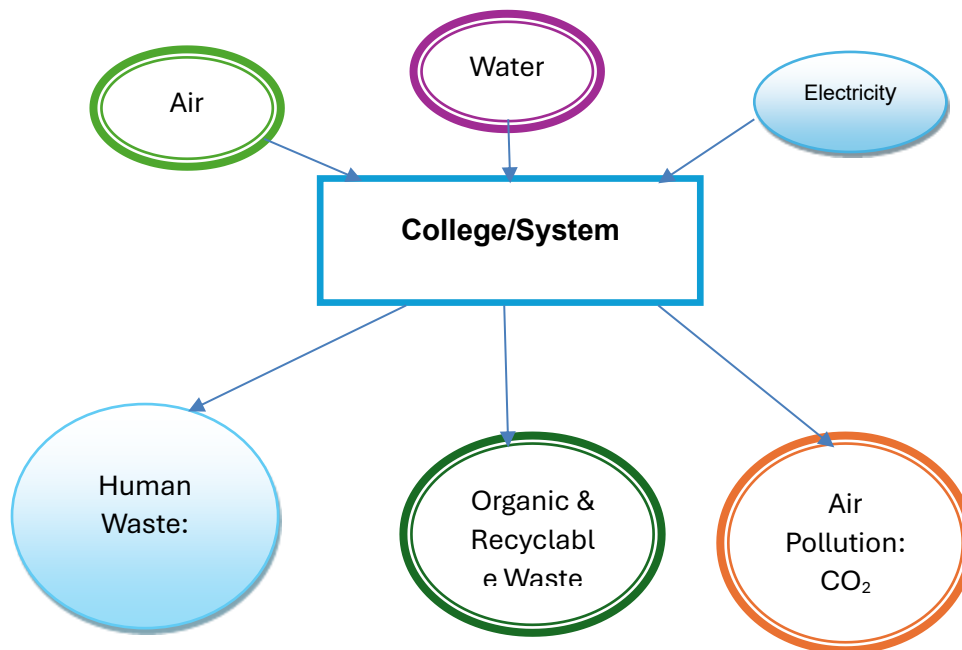 Air
Water
Electricity
College/System
Human
Waste:
Organic &
Recyclabl
e Waste
Air
Pollution:
CO₂